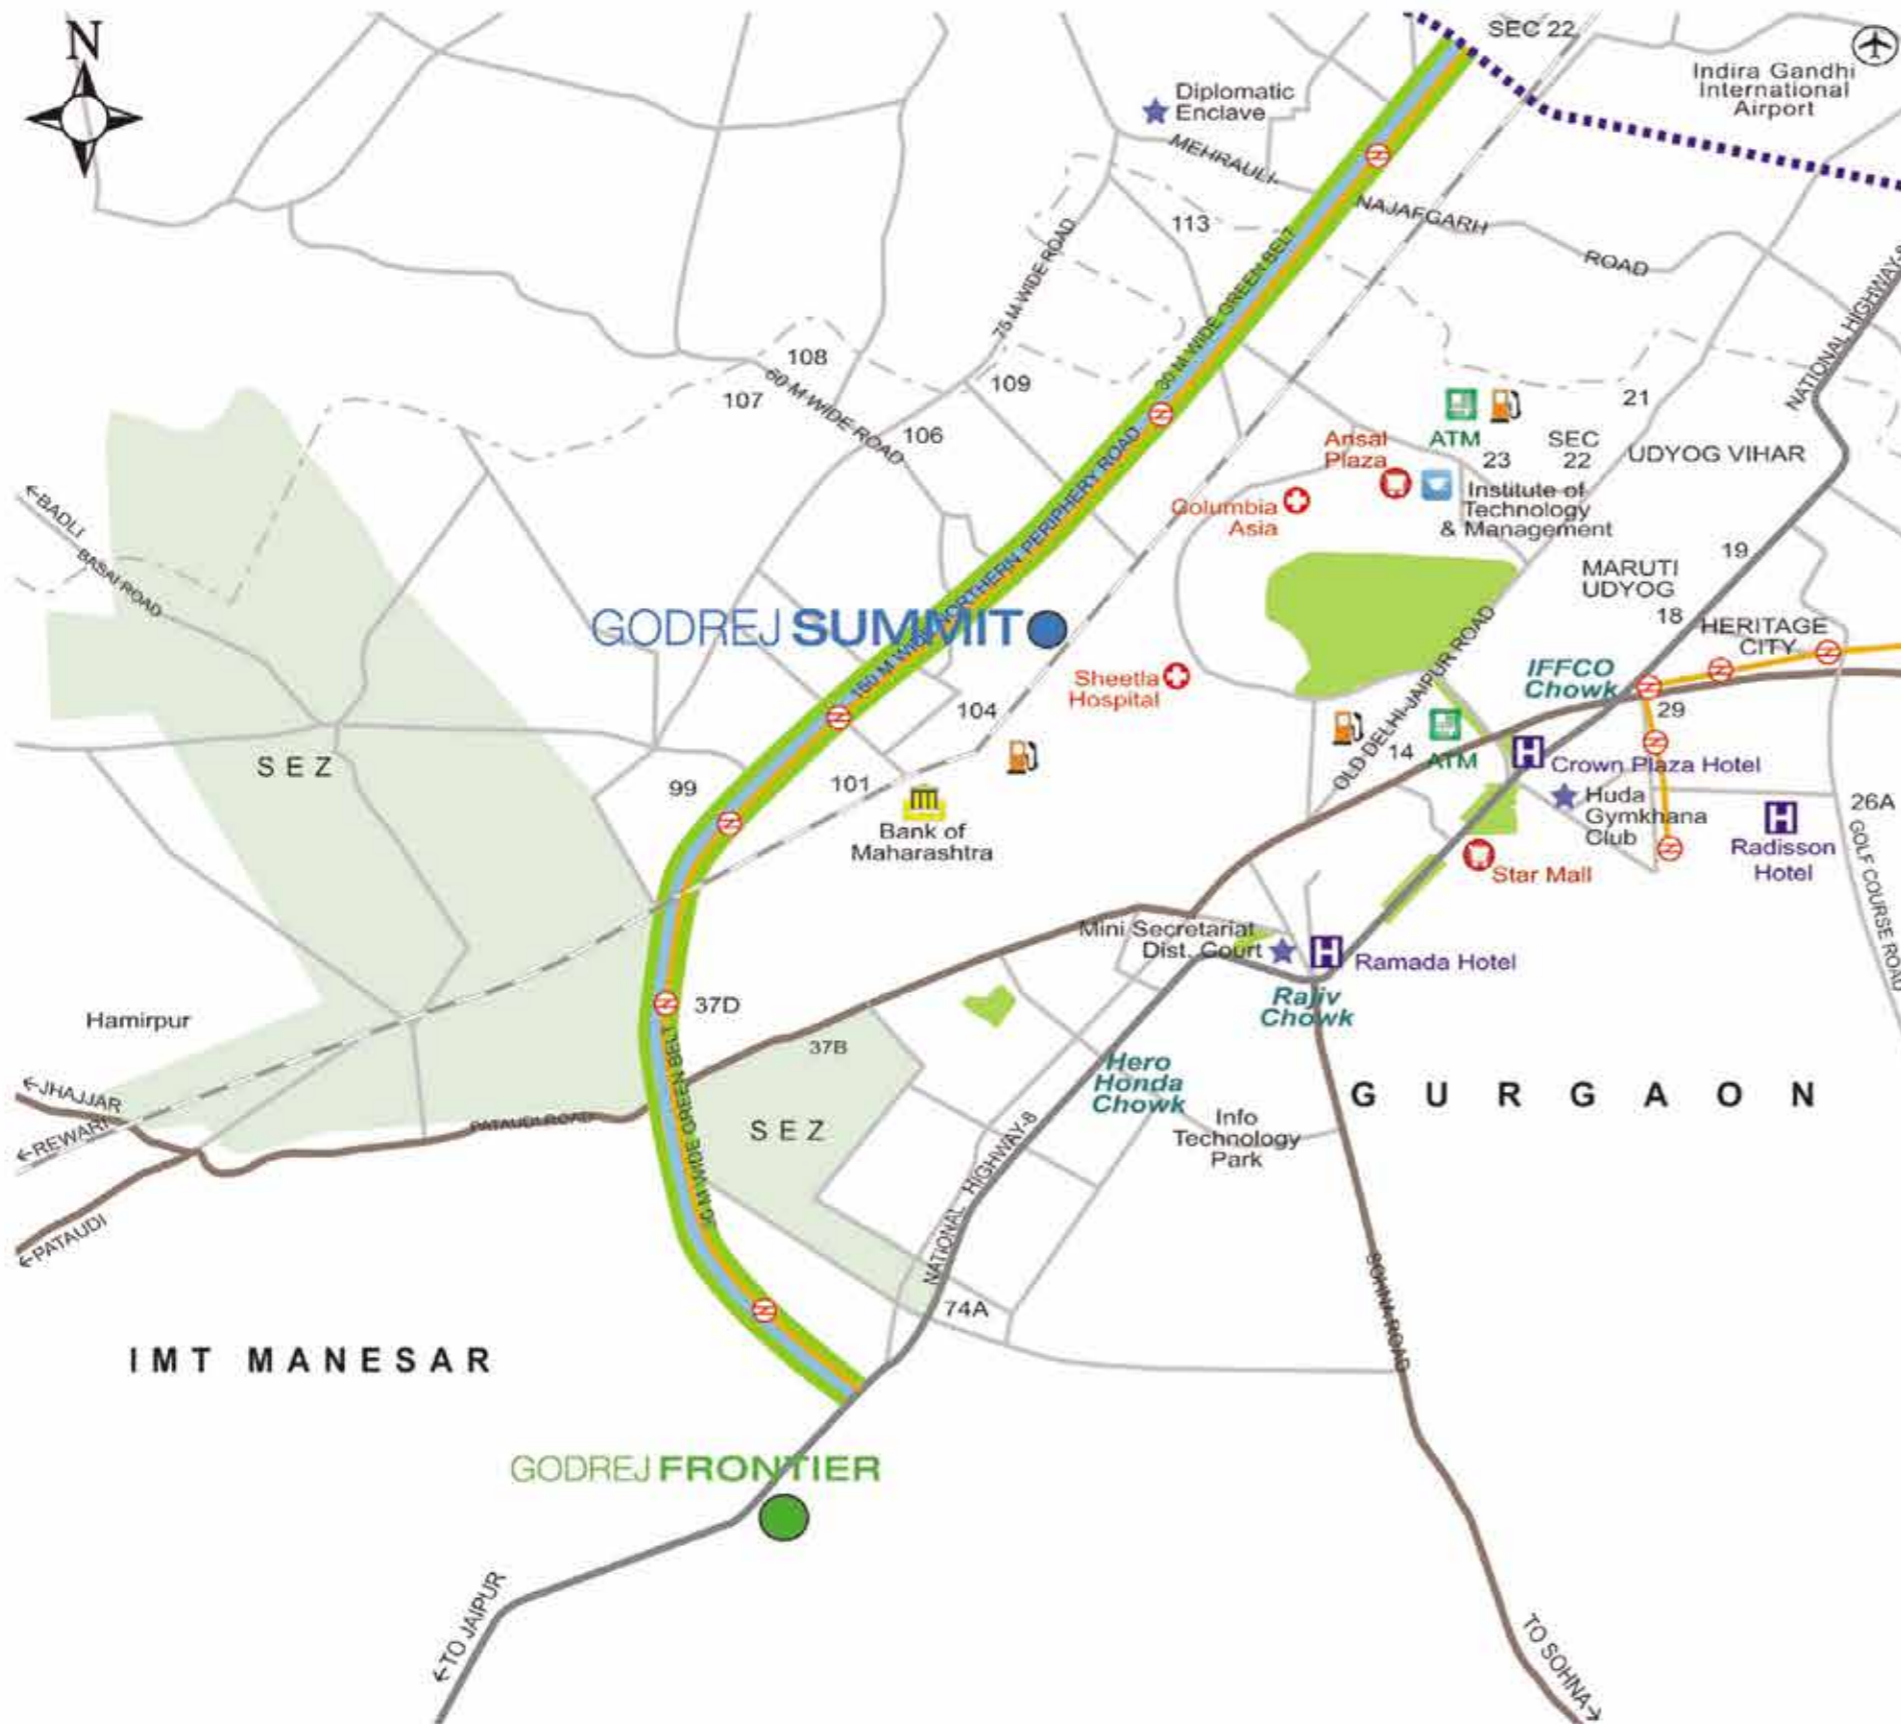 N
SEC 22
Indira Gandhi
International
Airport
Diplomatic
Enclave
MEHRAULI-
NAJAFGARH
ROAD
113
75 M WIDE ROAD
30 M WIDE GREEN BELT
NATIONAL HIGHWAY-8
108
60 M WIDE ROAD
107
109
106
21
ATM
Ansal
Plaza
23
SEC
22
UDYOG VIHAR
Institute of
Technology
& Management
Columbia
Asia
←BADLI
BASAI ROAD
NORTHERN PERIPHERY ROAD
19
MARUTI
UDYOG
18
HERITAGE
CITY
GODREJ SUMMIT
OLD DELHI-JAIPUR ROAD
IFFCO
Chowk
Sheetla
Hospital
104
29
14
ATM
SEZ
99
101
Crown Plaza Hotel
Huda
Gymkhana
Club
26A
Bank of
Maharashtra
Radisson
Hotel
GOLF COURSE ROAD
Star Mall
Mini Secretariat
Dist. Court
Ramada Hotel
Rajiv
Chowk
37D
Hamirpur
37B
Hero
Honda
Chowk
GURGAON
←JHAJJAR
←REWARI
PATAUDI ROAD
SEZ
Info
Technology
Park
←PATAUDI
NATIONAL HIGHWAY-8
74A
SOHNA ROAD
IMT MANESAR
GODREJ FRONTIER
←TO JAIPUR
TO SOHNA→